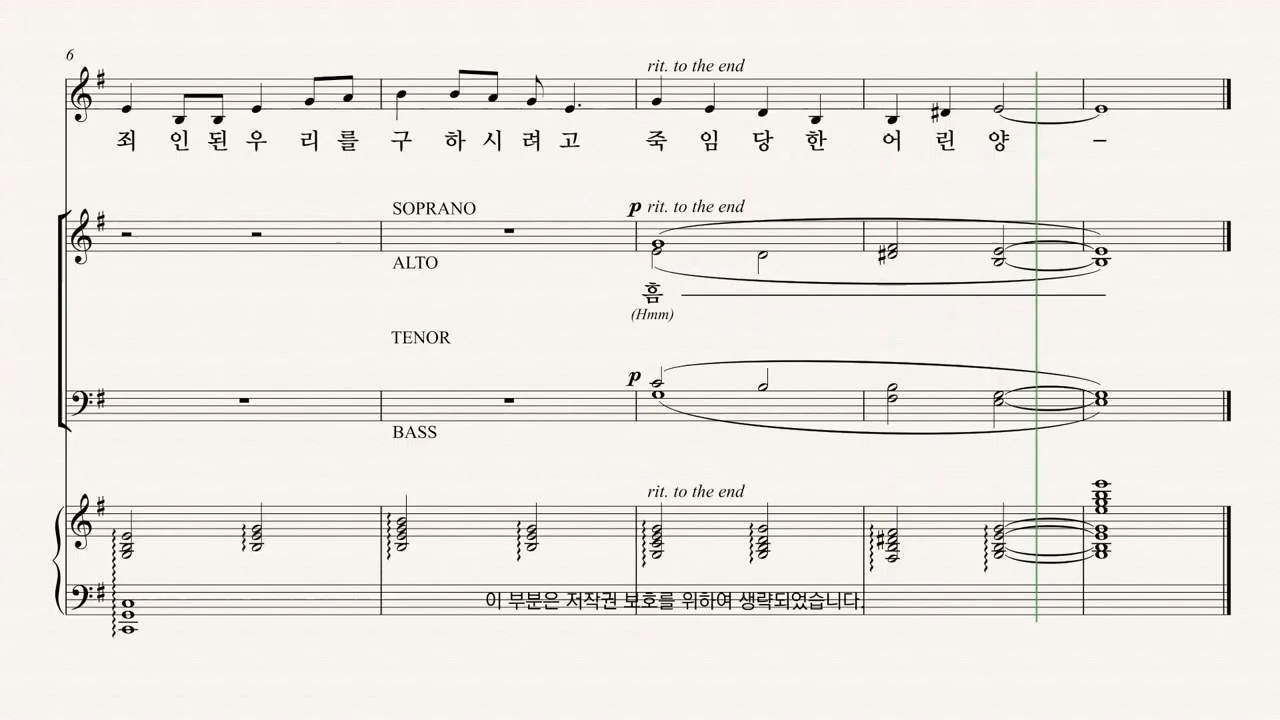 6
rit. to the end
죄 인 된 우 리 를 구 하 시 려 고 죽 임 당 한 어 린 양 –
SOPRANO
p rit. to the end
ALTO
흠
(Hmm)
TENOR
p
BASS
rit. to the end
이 부분은 저작권 보호를 위하여 생략되었습니다.